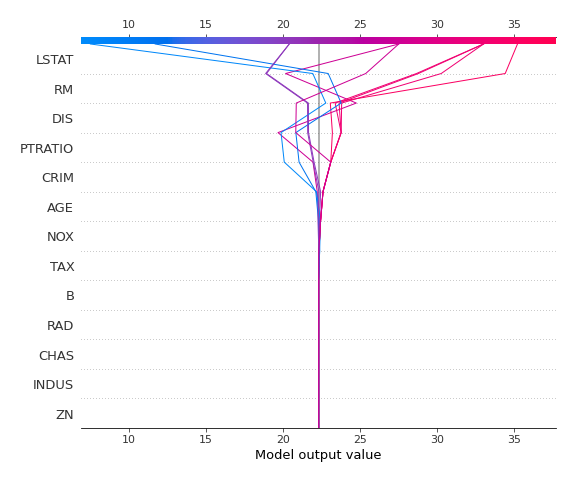 10 15 20 25 30 35
LSTAT
RM
DIS
PTRATIO
CRIM
AGE
NOX
TAX
B
RAD
CHAS
INDUS
ZN
10 15 20 25 30 35
Model output value